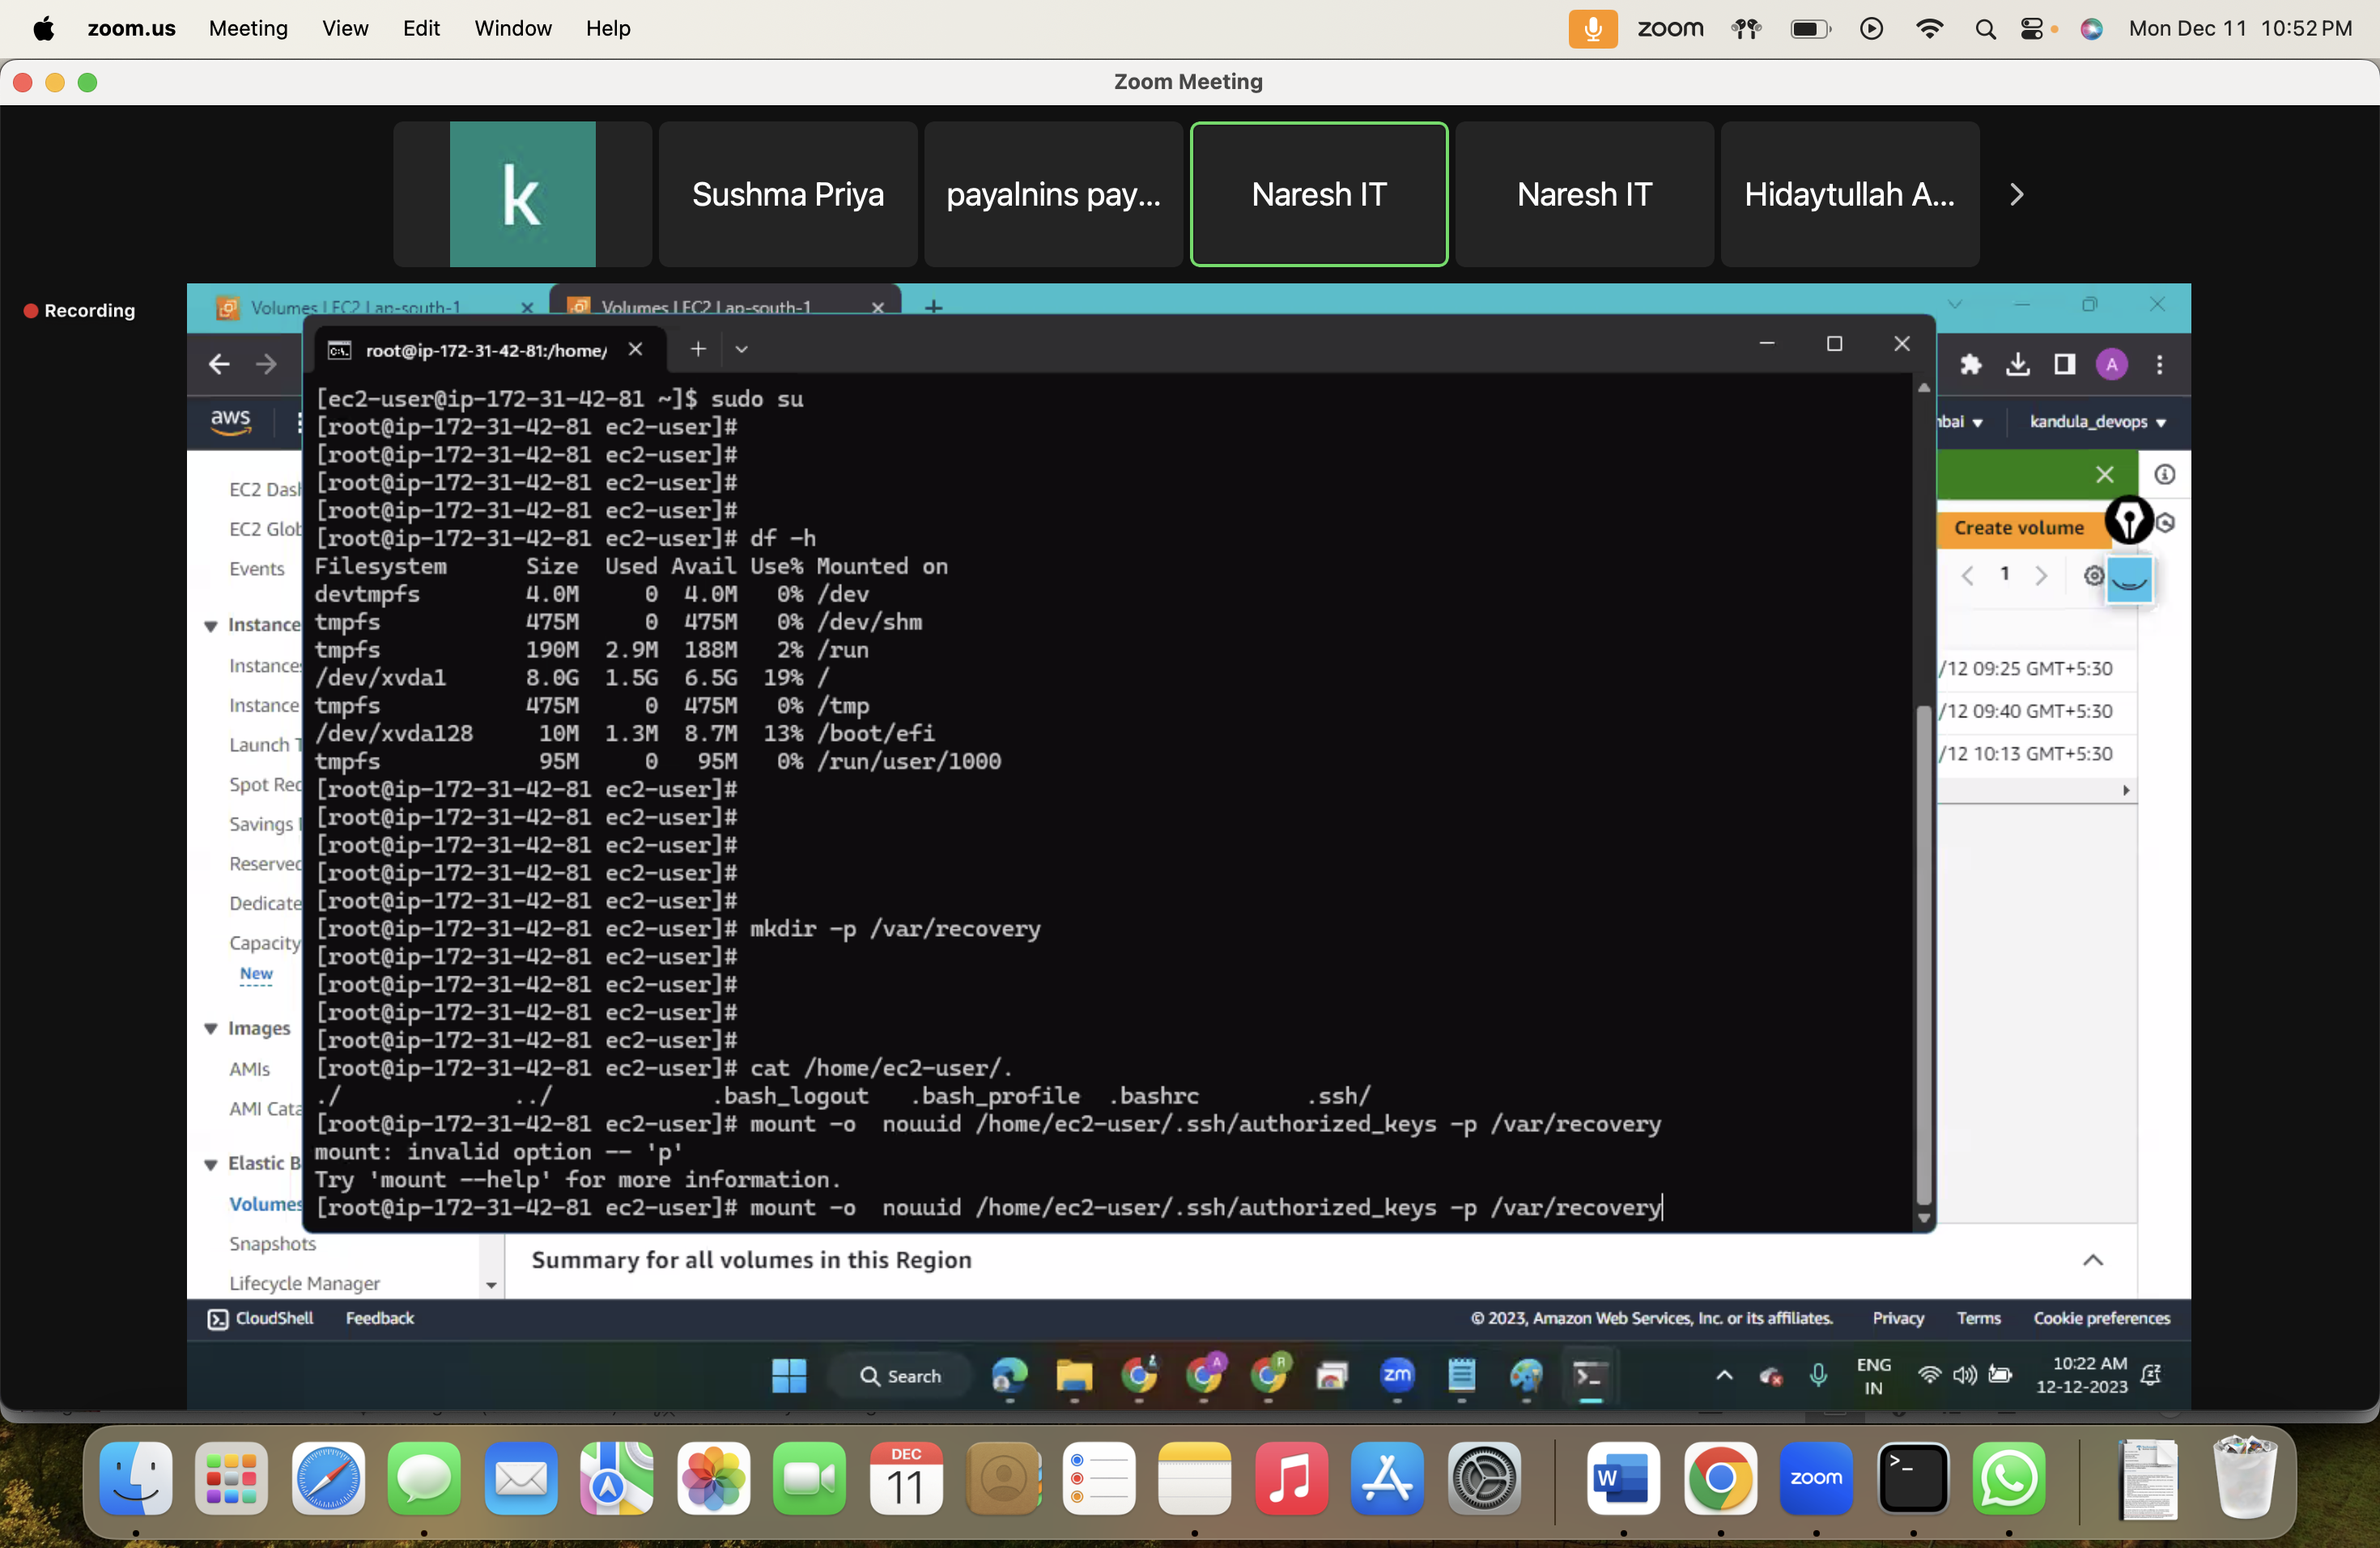 zoom.us Meeting View Edit Window Help zoom Mon Dec 11 10:52 PM
Zoom Meeting
k
Sushma Priya
payalnins pay...
Naresh IT
Naresh IT
Hidaytullah A...
Recording
Volumes | EC2 | ap-south-1
Volumes | EC2 | ap-south-1
root@ip-172-31-42-81:/home/
A
aws
kandula_devops
[ec2-user@ip-172-31-42-81 ~]$ sudo su
[root@ip-172-31-42-81 ec2-user]#
[root@ip-172-31-42-81 ec2-user]#
[root@ip-172-31-42-81 ec2-user]#
[root@ip-172-31-42-81 ec2-user]#
[root@ip-172-31-42-81 ec2-user]# df -h
Filesystem Size Used Avail Use% Mounted on
devtmpfs 4.0M 0 4.0M 0% /dev
tmpfs 475M 0 475M 0% /dev/shm
tmpfs 190M 2.9M 188M 2% /run
/dev/xvda1 8.0G 1.5G 6.5G 19% /
tmpfs 475M 0 475M 0% /tmp
/dev/xvda128 10M 1.3M 8.7M 13% /boot/efi
tmpfs 95M 0 95M 0% /run/user/1000
[root@ip-172-31-42-81 ec2-user]#
[root@ip-172-31-42-81 ec2-user]#
[root@ip-172-31-42-81 ec2-user]#
[root@ip-172-31-42-81 ec2-user]#
[root@ip-172-31-42-81 ec2-user]#
[root@ip-172-31-42-81 ec2-user]# mkdir -p /var/recovery
[root@ip-172-31-42-81 ec2-user]#
[root@ip-172-31-42-81 ec2-user]#
[root@ip-172-31-42-81 ec2-user]#
[root@ip-172-31-42-81 ec2-user]#
[root@ip-172-31-42-81 ec2-user]# cat /home/ec2-user/.
./ ../ .bash_logout .bash_profile .bashrc .ssh/
[root@ip-172-31-42-81 ec2-user]# mount -o  nouuid /home/ec2-user/.ssh/authorized_keys -p /var/recovery
mount: invalid option -- 'p'
Try 'mount --help' for more information.
[root@ip-172-31-42-81 ec2-user]# mount -o  nouuid /home/ec2-user/.ssh/authorized_keys -p /var/recovery
EC2 Dash
EC2 Glob
Events
Instance
Instances
Instance
Launch T
Spot Req
Savings
Reserved
Dedicate
Capacity
New
Images
AMIs
AMI Cata
Elastic B
Volumes
Snapshots
Lifecycle Manager
Create volume
1
/12 09:25 GMT+5:30
/12 09:40 GMT+5:30
/12 10:13 GMT+5:30
Summary for all volumes in this Region
CloudShell Feedback © 2023, Amazon Web Services, Inc. or its affiliates. Privacy Terms Cookie preferences
Search
A
R
zm
ENG
IN
10:22 AM
12-12-2023
DEC
11
W
zoom